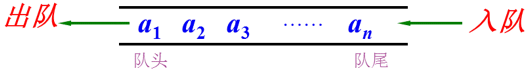 出队 a₁ a₂ a₃ …… aₙ 入队
队头 队尾